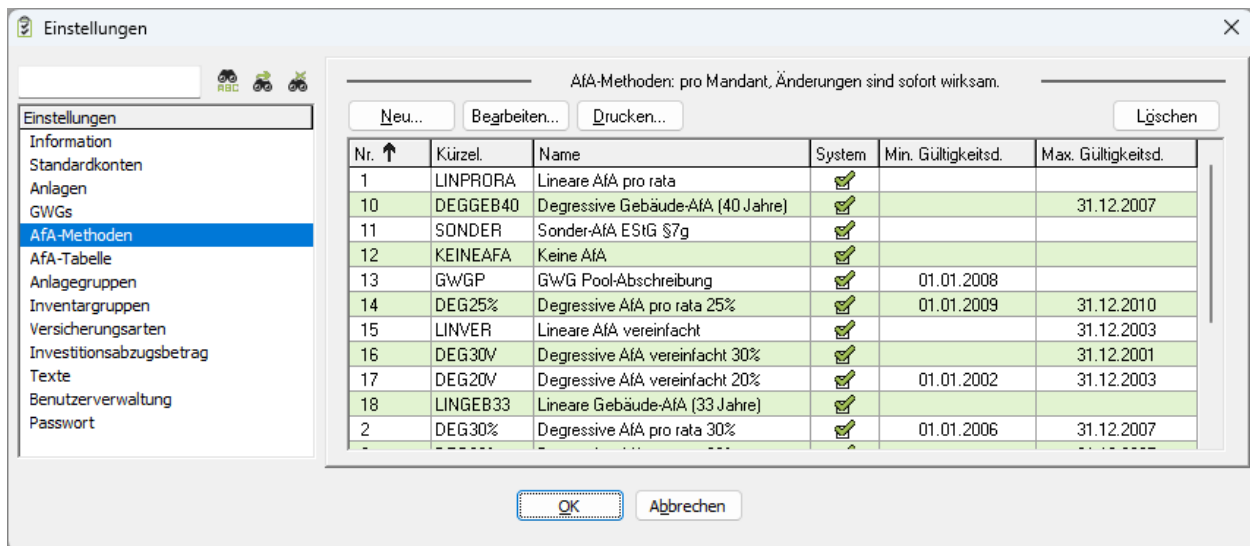 Einstellungen
ABC
Einstellungen
Information
Standardkonten
Anlagen
GWGs
AfA-Methoden
AfA-Tabelle
Anlagegruppen
Inventargruppen
Versicherungsarten
Investitionsabzugsbetrag
Texte
Benutzerverwaltung
Passwort
AfA-Methoden: pro Mandant, Änderungen sind sofort wirksam.
Neu... Bearbeiten... Drucken... Löschen
Nr. Kürzel. Name System Min. Gültigkeitsd. Max. Gültigkeitsd.
1 LINPRORA Lineare AfA pro rata
10 DEGGEB40 Degressive Gebäude-AfA (40 Jahre) 31.12.2007
11 SONDER Sonder-AfA EStG §7g
12 KEINEAFA Keine AfA
13 GWGP GWG Pool-Abschreibung 01.01.2008
14 DEG25% Degressive AfA pro rata 25% 01.01.2009 31.12.2010
15 LINVER Lineare AfA vereinfacht 31.12.2003
16 DEG30V Degressive AfA vereinfacht 30% 31.12.2001
17 DEG20V Degressive AfA vereinfacht 20% 01.01.2002 31.12.2003
18 LINGEB33 Lineare Gebäude-AfA (33 Jahre)
2 DEG30% Degressive AfA pro rata 30% 01.01.2006 31.12.2007
OK Abbrechen